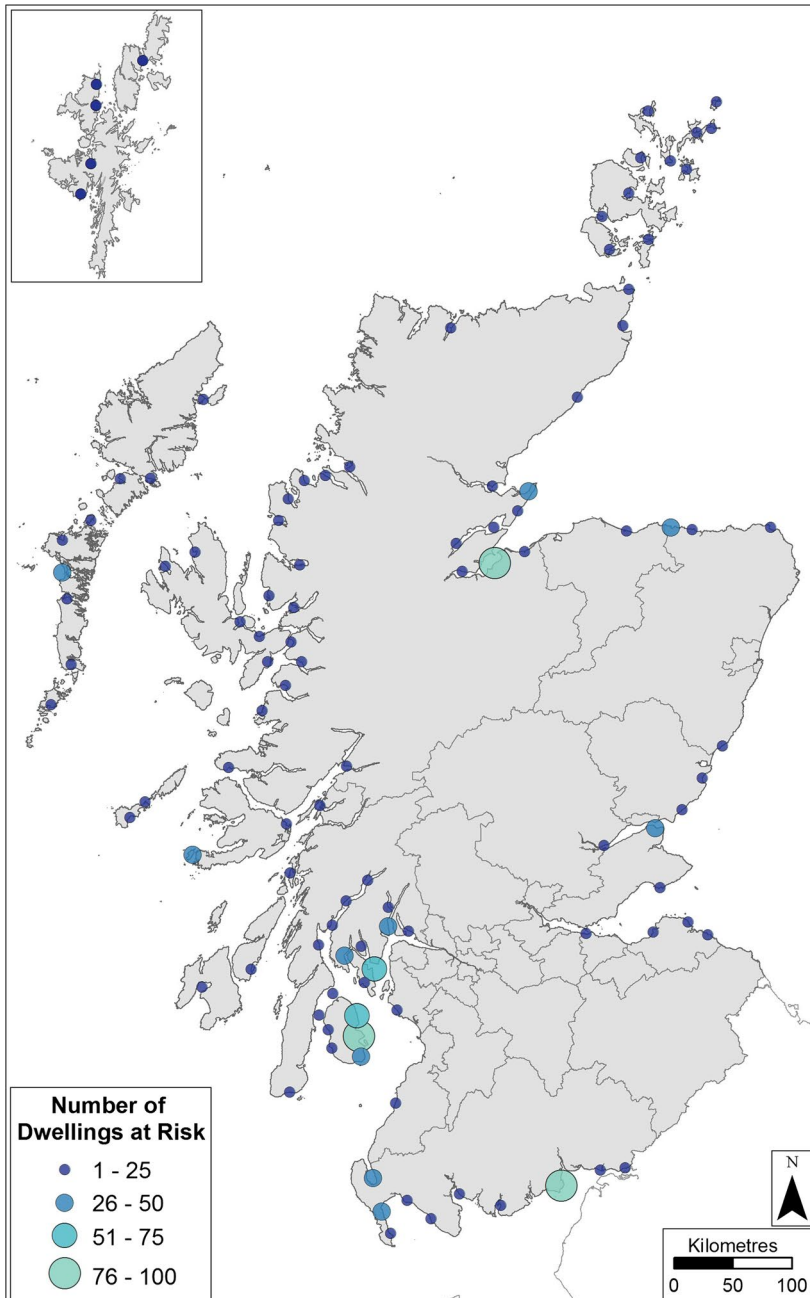 Number of
Dwellings at Risk
1 - 25
26 - 50
51 - 75
76 - 100
N
Kilometres
0 50 100